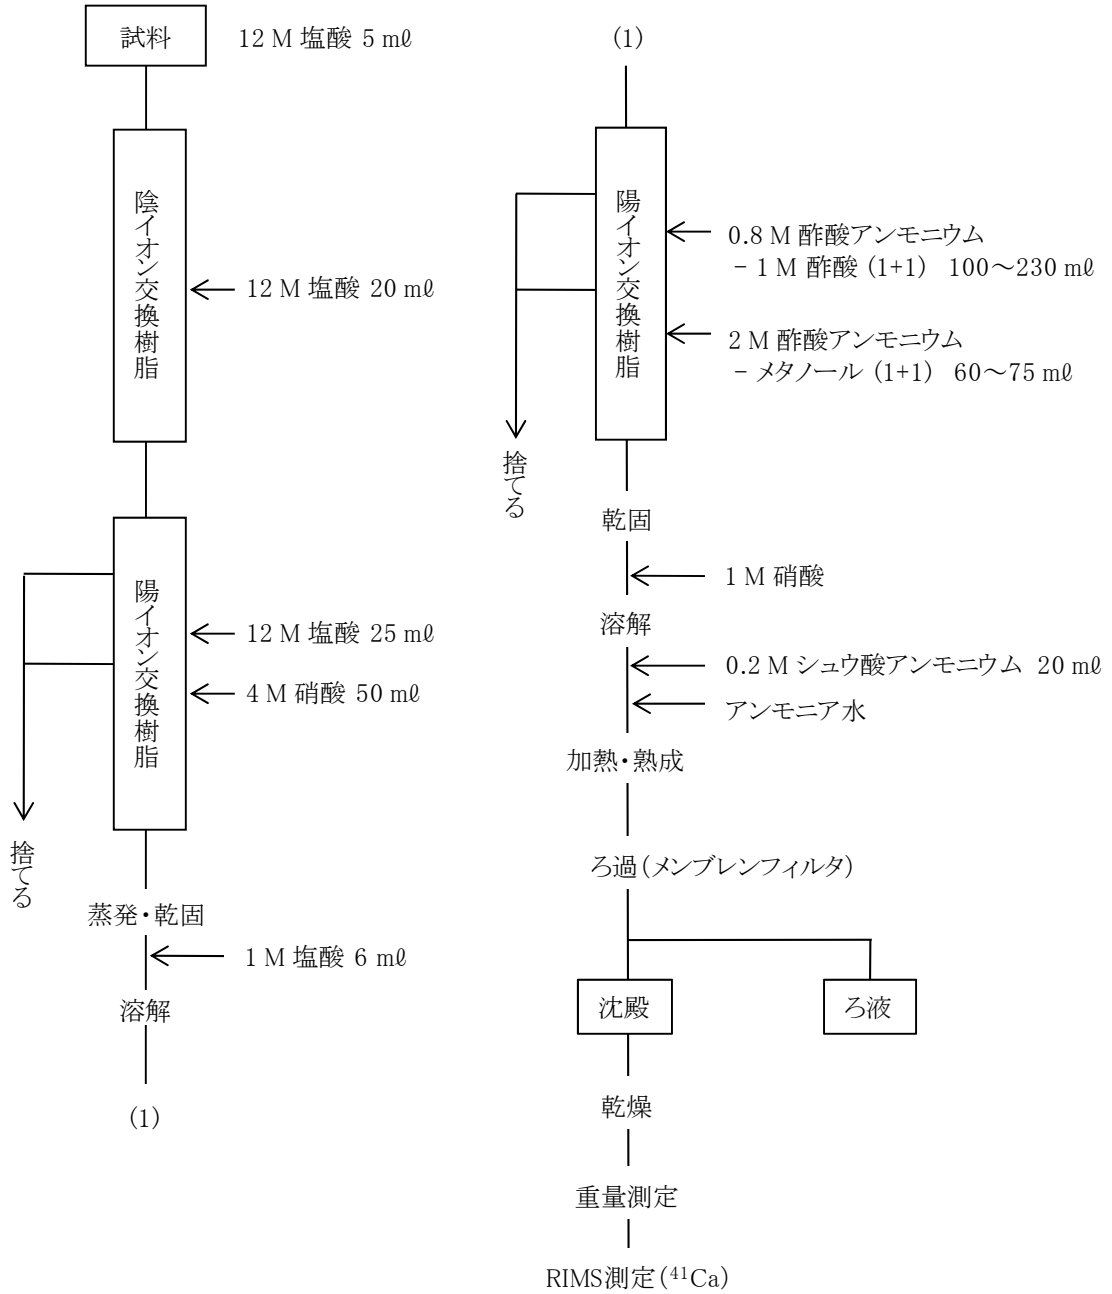 試料
12 M 塩酸 5 mℓ
陰イオン交換樹脂
12 M 塩酸 20 mℓ
陽イオン交換樹脂
12 M 塩酸 25 mℓ
4 M 硝酸 50 mℓ
捨てる
蒸発・乾固
1 M 塩酸 6 mℓ
溶解
(1)
(1)
陽イオン交換樹脂
0.8 M 酢酸アンモニウム
− 1 M 酢酸 (1+1) 100～230 mℓ
2 M 酢酸アンモニウム
− メタノール (1+1) 60～75 mℓ
捨てる
乾固
1 M 硝酸
溶解
0.2 M シュウ酸アンモニウム 20 mℓ
アンモニア水
加熱・熟成
ろ過(メンブレンフィルタ)
沈殿
ろ液
乾燥
重量測定
RIMS測定(⁴¹Ca)